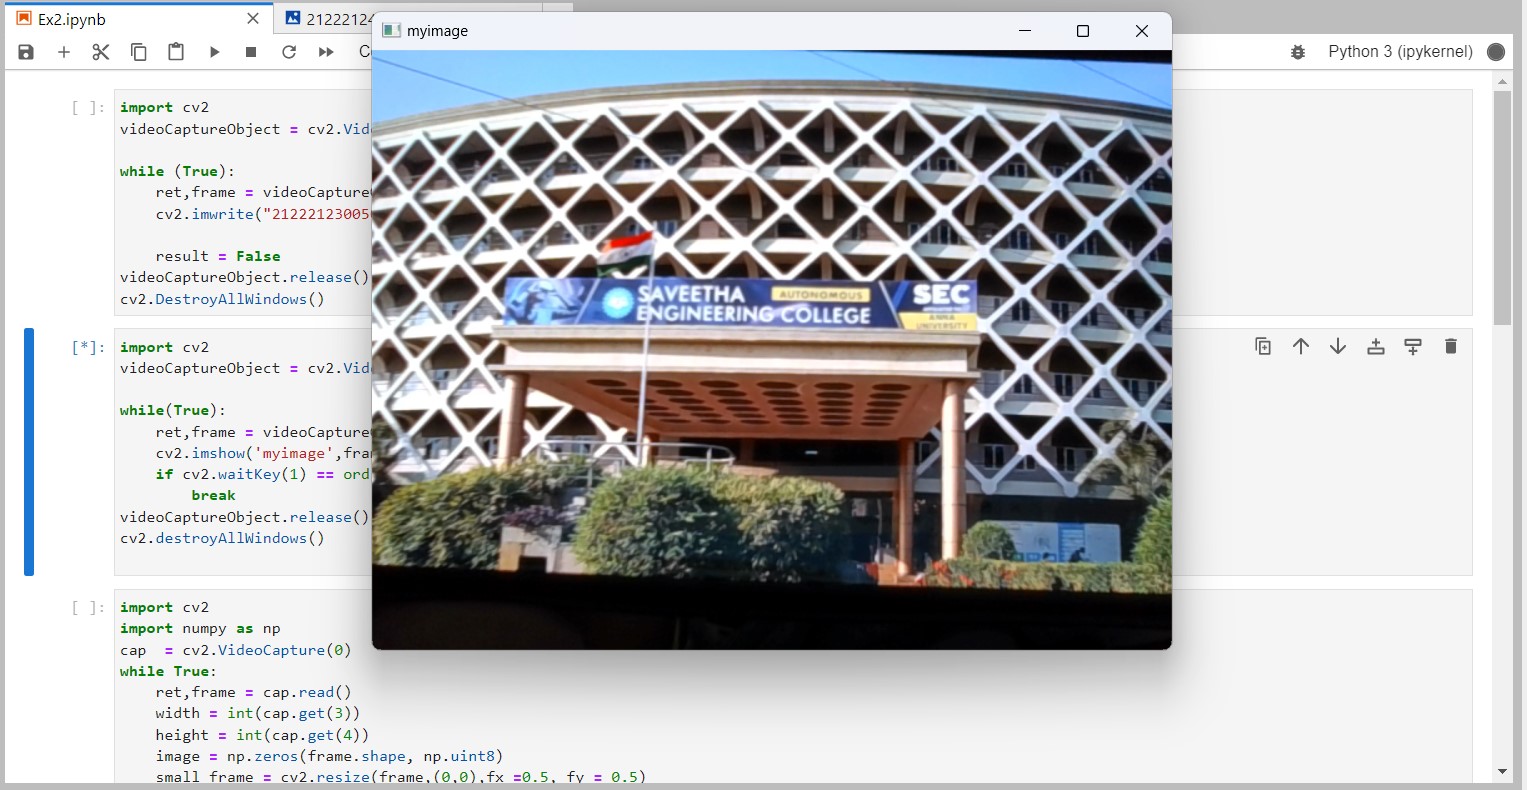 Ex2.ipynb
myimage
Python 3 (ipykernel)
[ ]:
import cv2
videoCaptureObject = cv2.Vid
while (True):
ret,frame = videoCapture
cv2.imwrite("21222123005
result = False
videoCaptureObject.release()
cv2.DestroyAllWindows()
[*]:
import cv2
videoCaptureObject = cv2.Vid
while(True):
ret,frame = videoCapture
cv2.imshow('myimage',fra
if cv2.waitKey(1) == ord
break
videoCaptureObject.release()
cv2.destroyAllWindows()
SAVEETHA
ENGINEERING COLLEGE
AUTONOMOUS
SEC
UNIVERSITY
[ ]:
import cv2
import numpy as np
cap  = cv2.VideoCapture(0)
while True:
ret,frame = cap.read()
width = int(cap.get(3))
height = int(cap.get(4))
image = np.zeros(frame.shape, np.uint8)
small_frame = cv2.resize(frame,(0,0),fx =0.5, fy = 0.5)